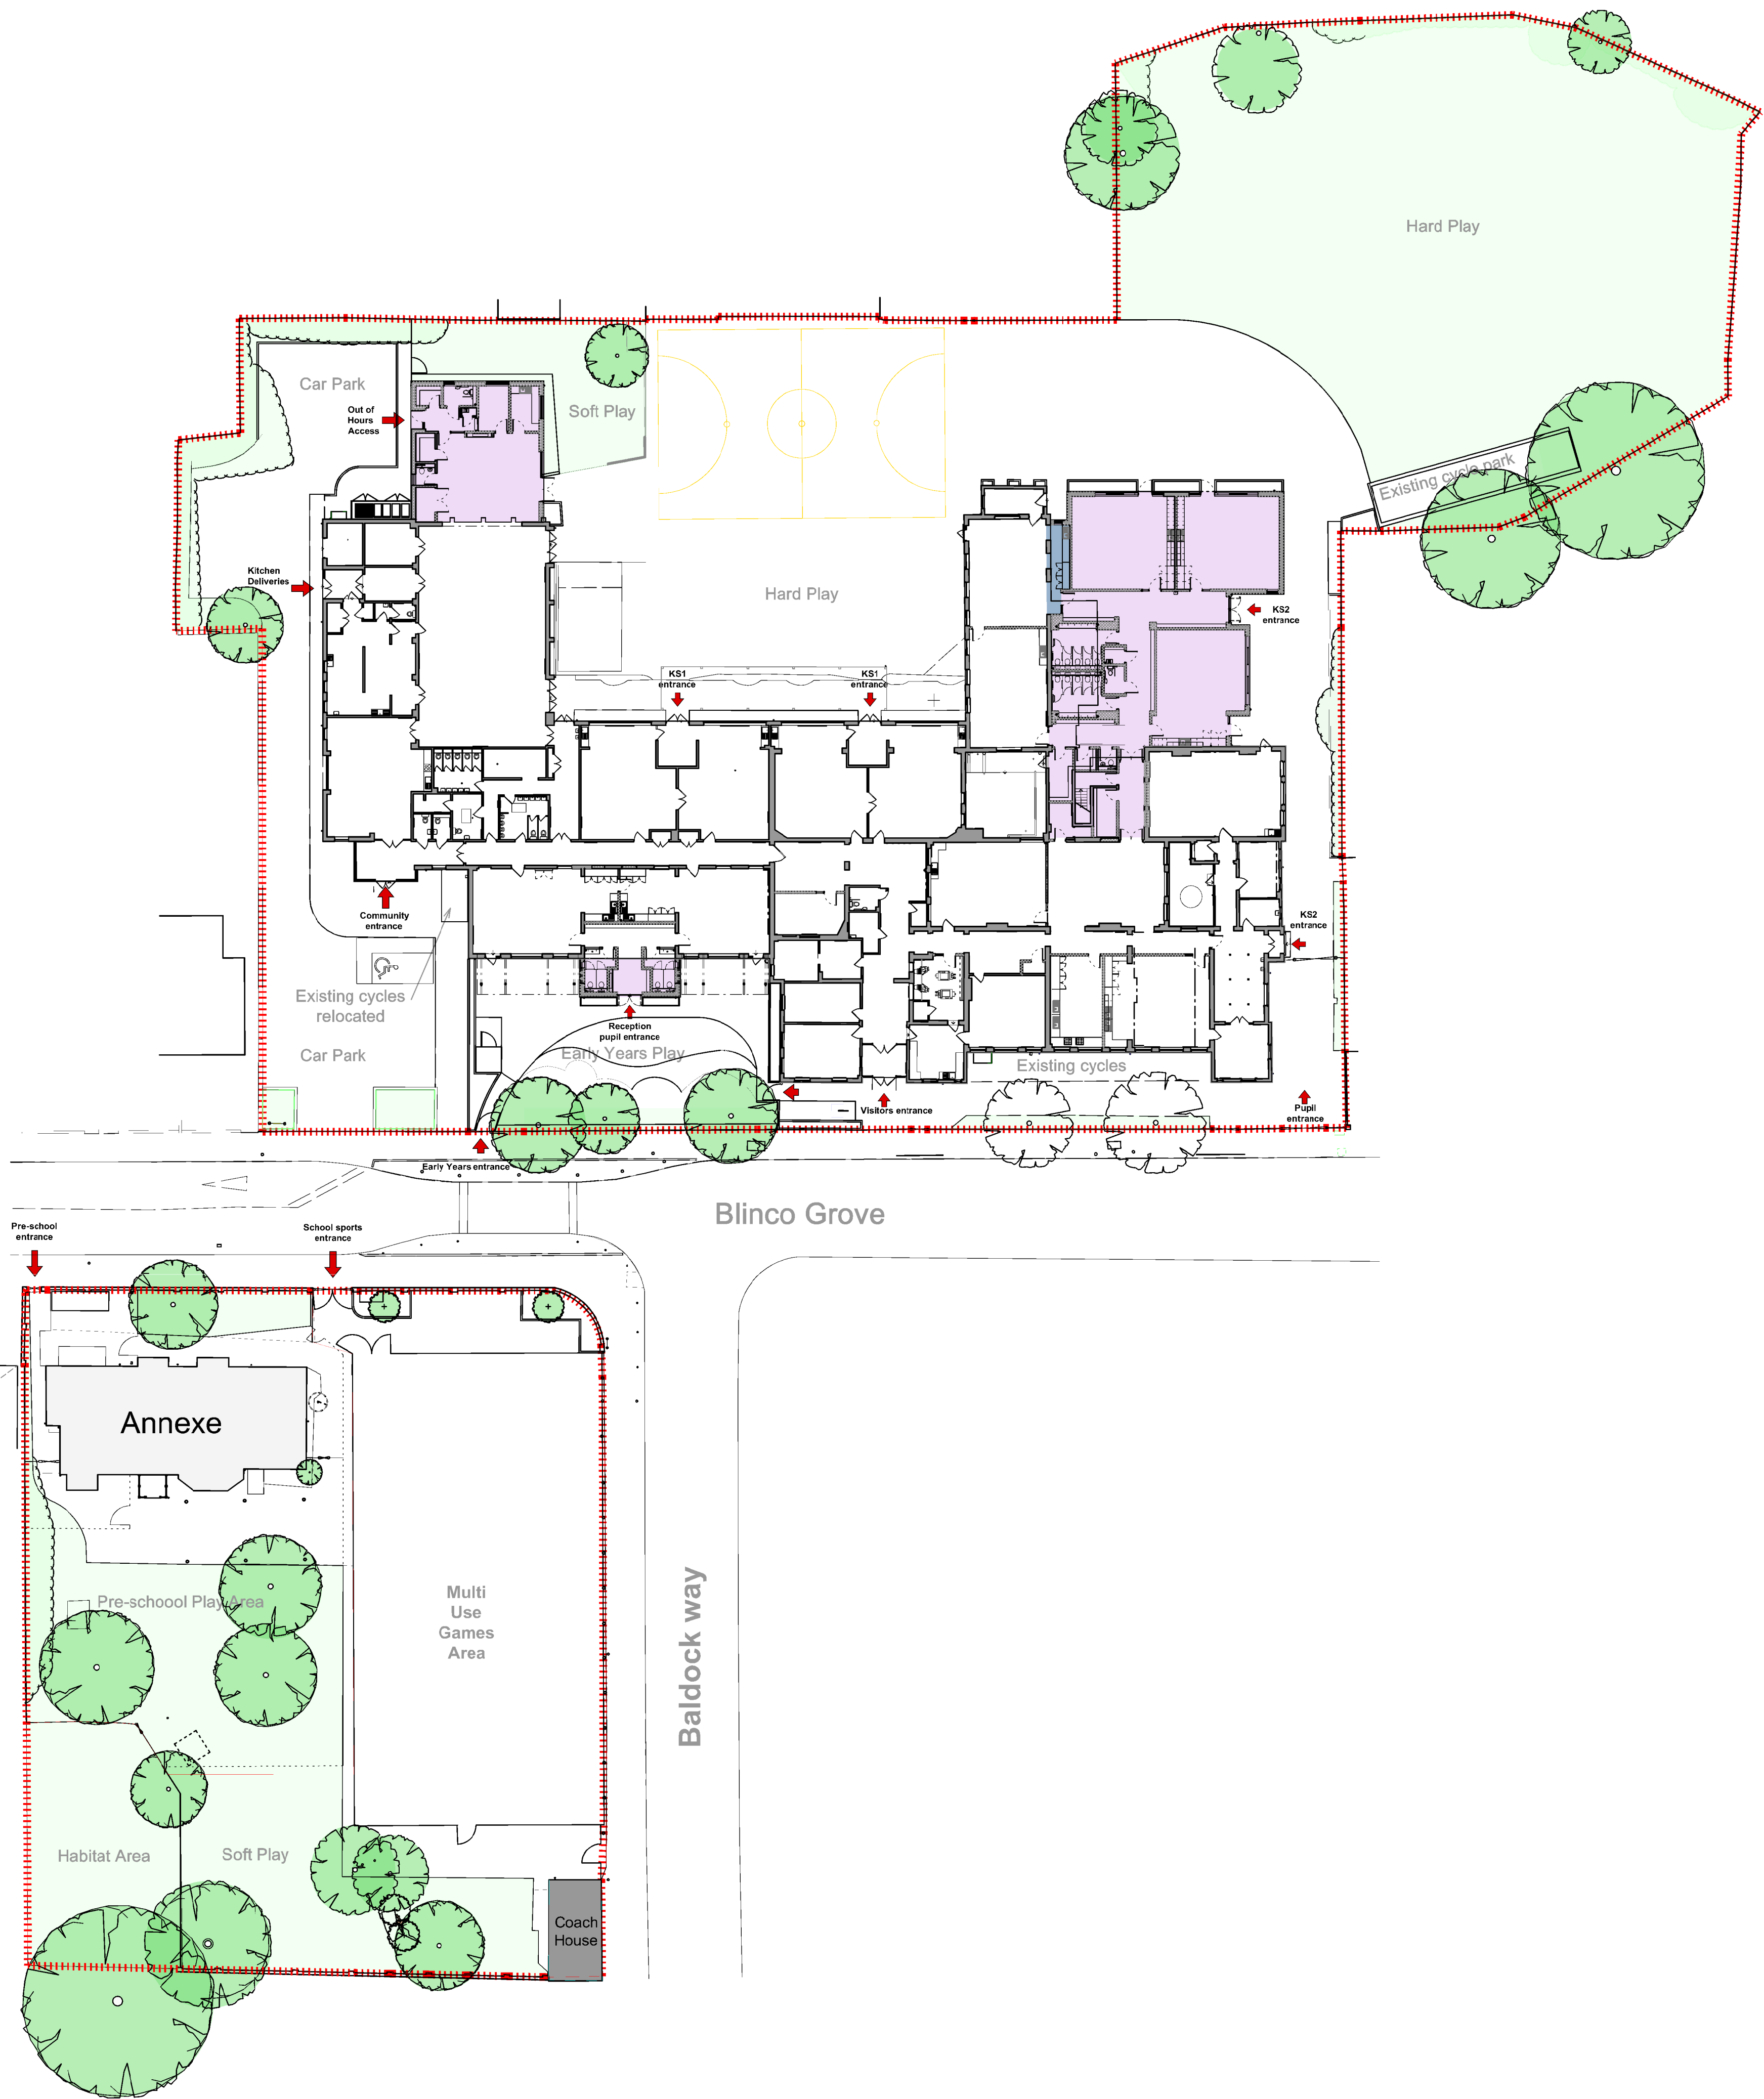 Hard Play
Car Park
Out of
Hours
Access
Soft Play
Existing cycle park
Kitchen
Deliveries
Hard Play
KS2
entrance
KS1
entrance
KS1
entrance
Community
entrance
KS2
entrance
Existing cycles
relocated
Reception
pupil entrance
Car Park
Early Years Play
Existing cycles
Visitors entrance
Pupil
entrance
Early Years entrance
Blinco Grove
Pre-school
entrance
School sports
entrance
Annexe
Pre-schoool Play Area
Multi
Use
Games
Area
Baldock way
Habitat Area
Soft Play
Coach
House